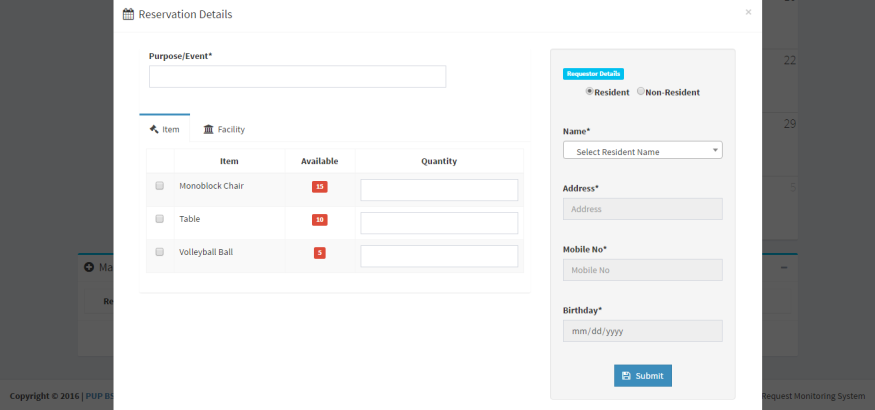 Reservation Details
×
Purpose/Event*
Item
Facility
Item Available Quantity
Monoblock Chair 15
Table 10
Volleyball Ball 5
Requestor Details
Resident Non-Resident
Name*
Select Resident Name
Address*
Address
Mobile No*
Mobile No
Birthday*
mm/dd/yyyy
Submit
22
29
Ma
Re
Copyright © 2016 | PUP BS
Request Monitoring System